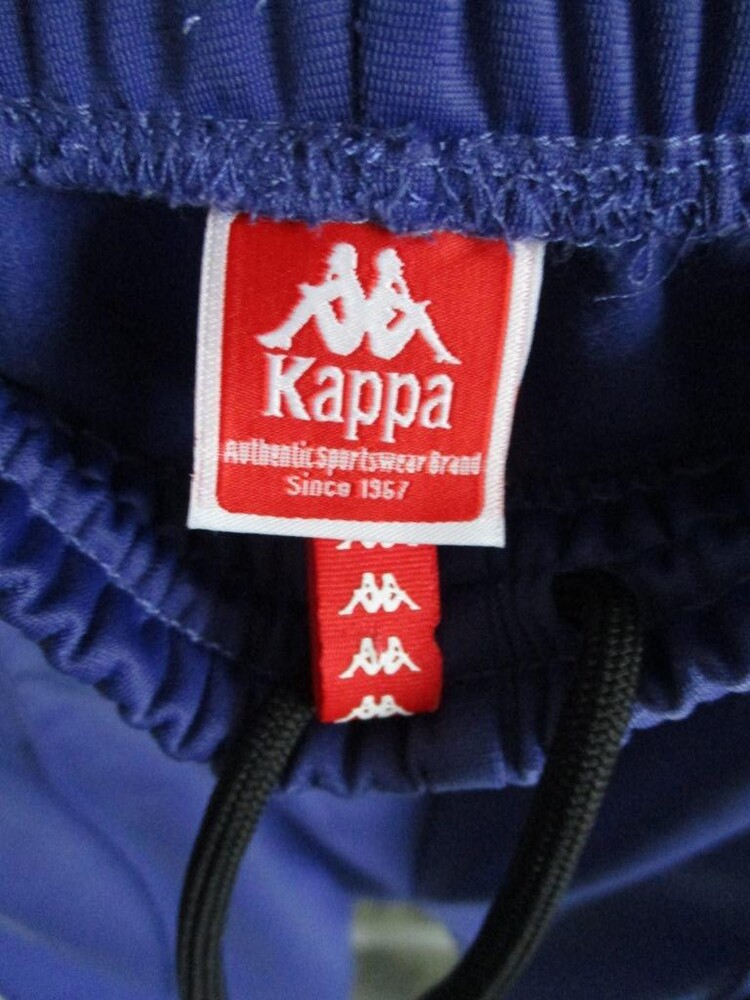 Kappa
Authentic Sportswear Brand
Since 1967